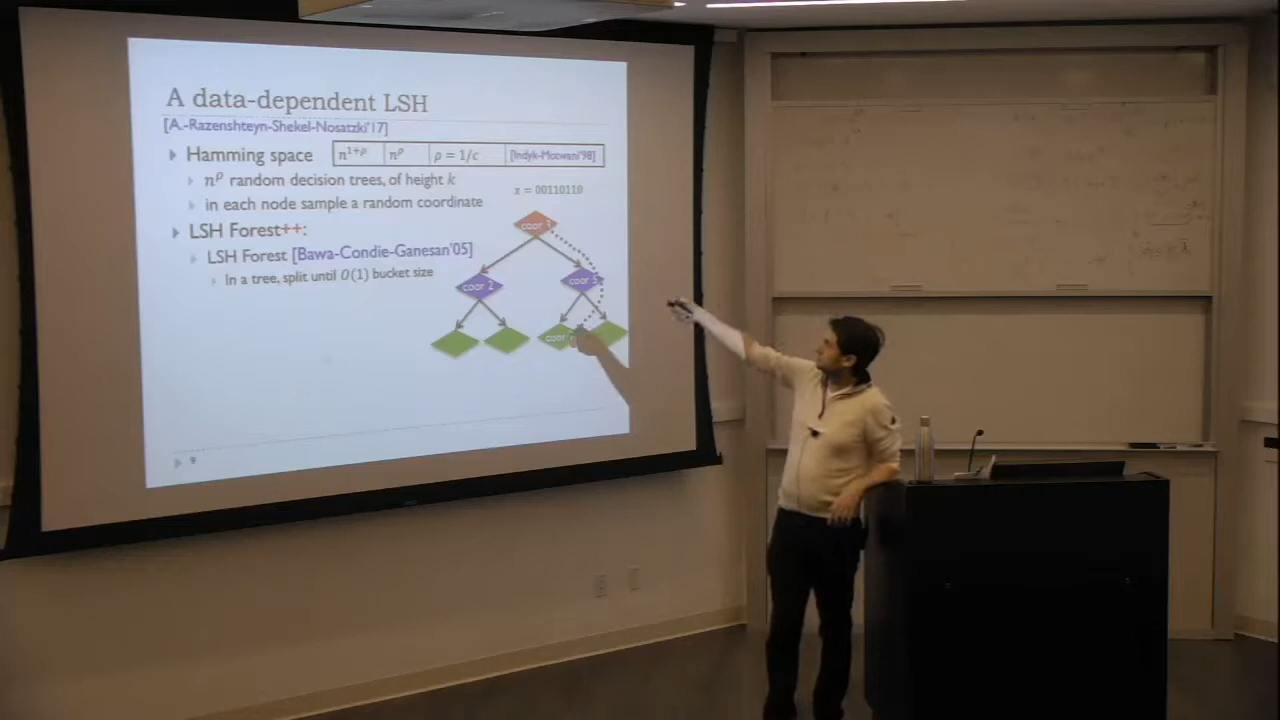 A data-dependent LSH
[A.-Razenshteyn-Shekel-Nosatzki'17]
Hamming space
n^{1+ρ} n^ρ ρ = 1/c [Indyk-Motwani'98]
n^ρ random decision trees, of height k
x = 00110110
in each node sample a random coordinate
coor 3
LSH Forest++:
LSH Forest [Bawa-Condie-Ganesan'05]
In a tree, split until O(1) bucket size
coor 2 coor 5
coor
9